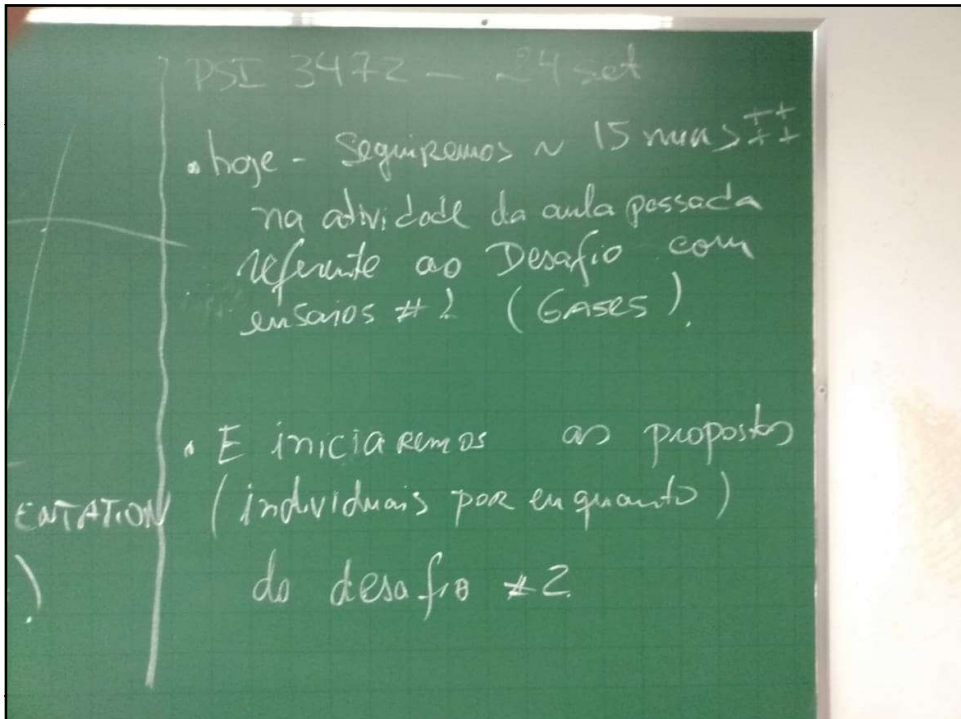 PSI 3472 - 24 set
• hoje - Seguiremos ~ 15 mins ++
++
na atividade da aula passada
referente ao Desafio com
ensaios # 1 (GASES).
• E iniciaremos as propostas
ENTATION
(individuais por enquanto)
)
do desafio #2